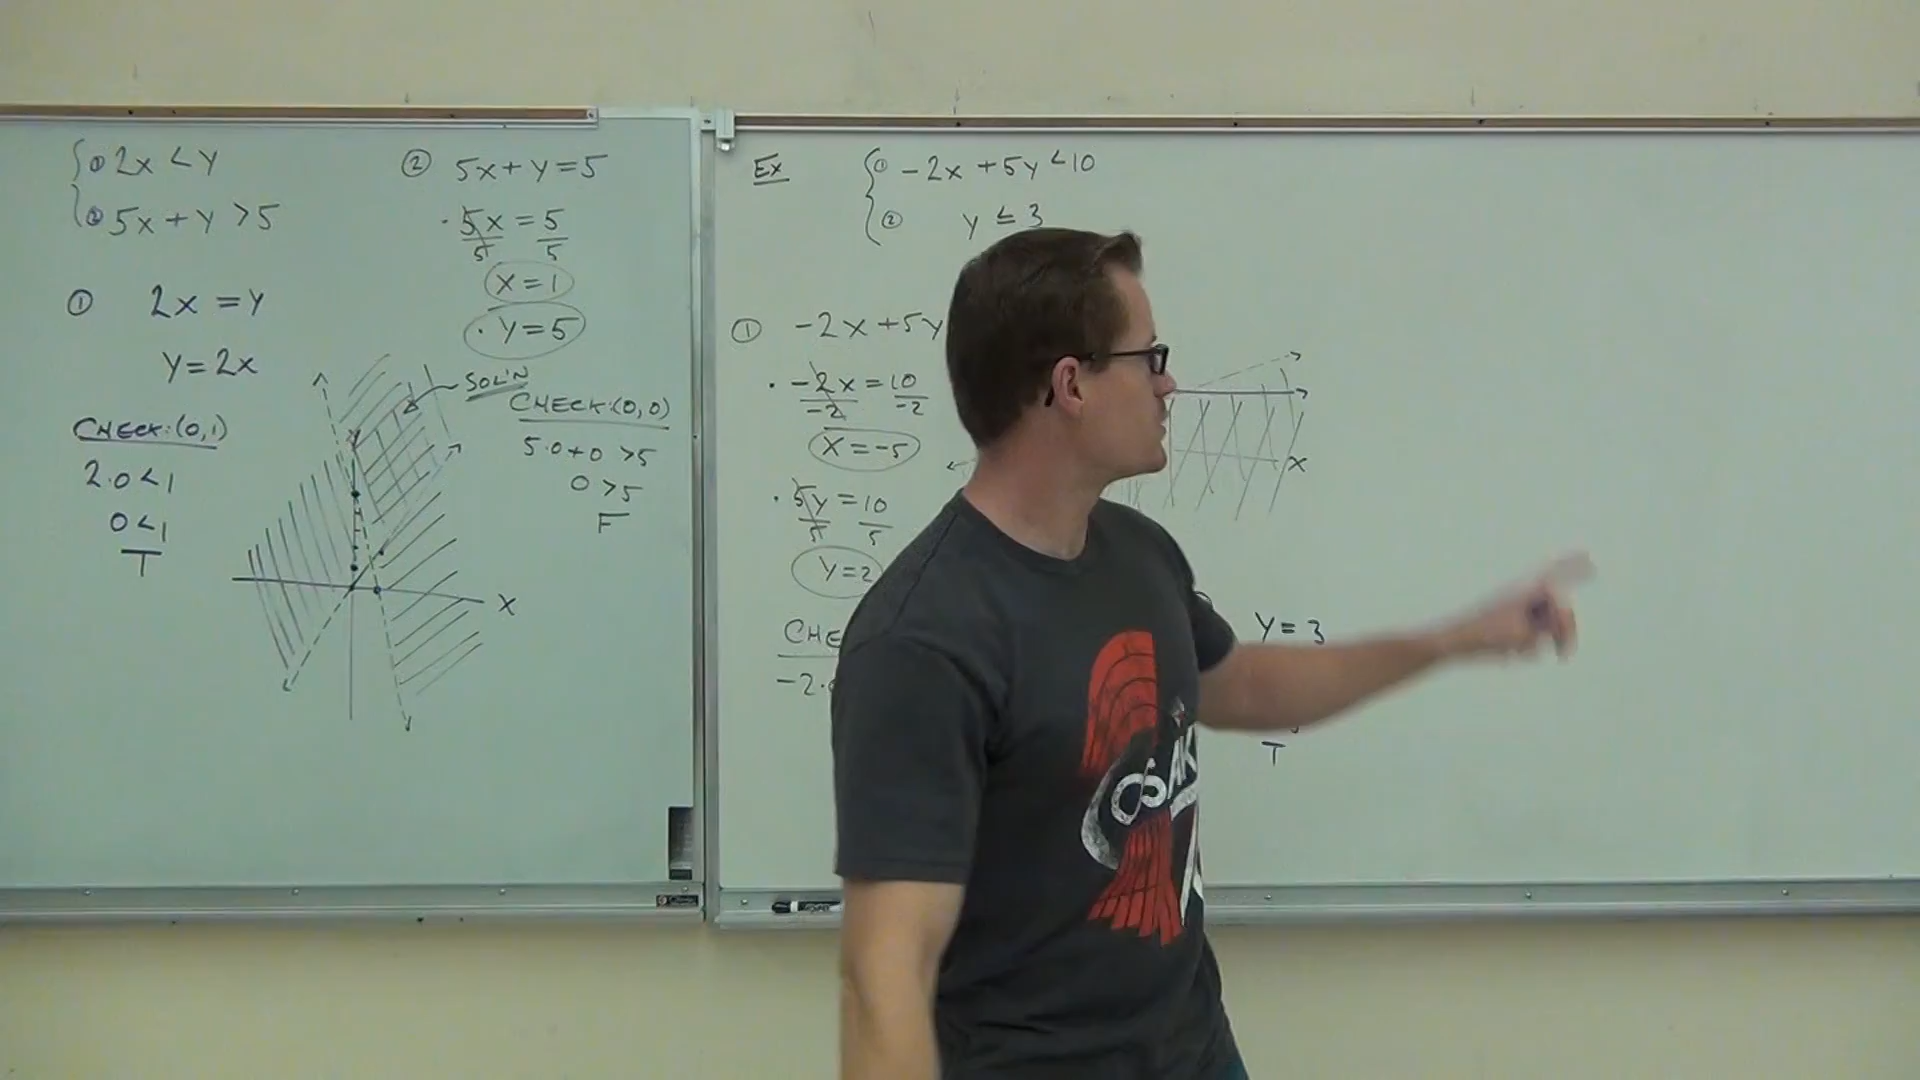 ① 2x < y
② 5x + y > 5
① 2x = y
y = 2x
CHECK: (0,1)
2·0 < 1
0 < 1
T
② 5x + y = 5
· 5x = 5
5 5
x = 1
· y = 5
SOL'N
CHECK: (0,0)
5·0+0 > 5
0 > 5
F
y
x
Ex
① -2x + 5y < 10
② y ≤ 3
① -2x + 5y
· -2x = 10
-2 -2
x = -5
· 5y = 10
5 5
y = 2
-2·
x
y = 3
T